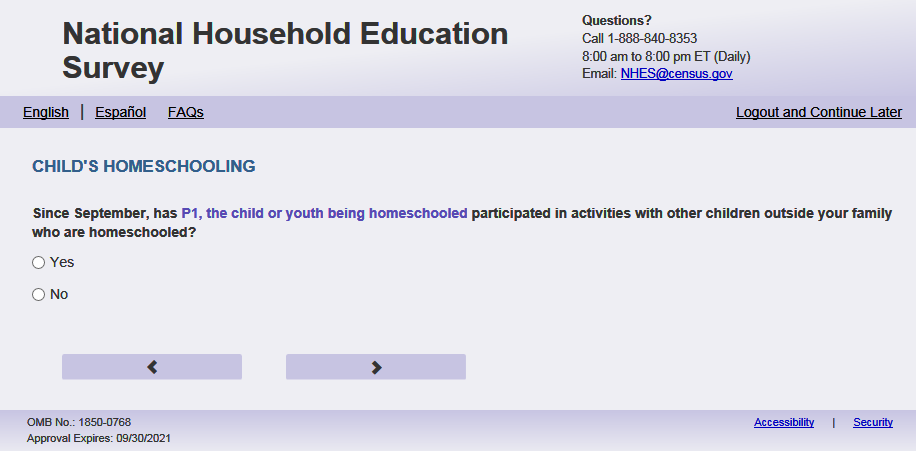 National Household Education
Survey
Questions?
Call 1-888-840-8353
8:00 am to 8:00 pm ET (Daily)
Email: NHES@census.gov
English | Español FAQs
Logout and Continue Later
CHILD'S HOMESCHOOLING
Since September, has P1, the child or youth being homeschooled participated in activities with other children outside your family
who are homeschooled?
Yes
No
OMB No.: 1850-0768
Approval Expires: 09/30/2021
Accessibility | Security